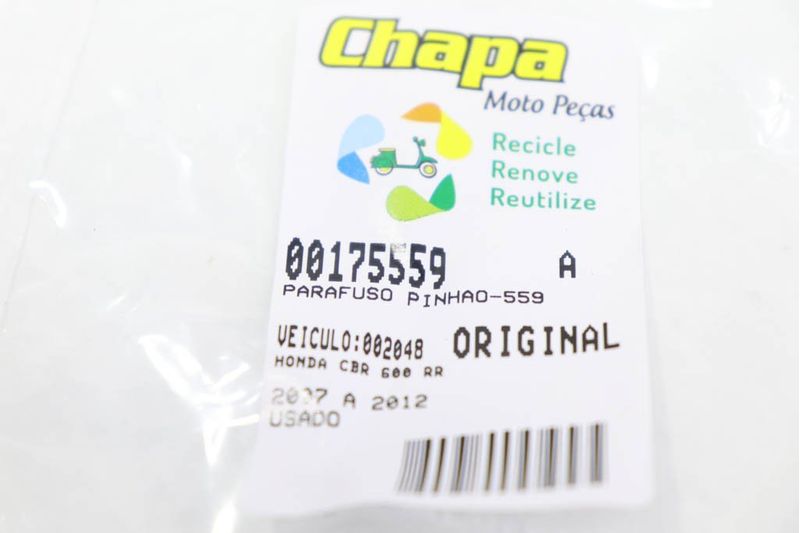 Chapa
Moto Peças
Recicle
Renove
Reutilize
00175559 A
PARAFUSO PINHAO-559
VEICULO:002048 ORIGINAL
HONDA CBR 600 RR
2007 A 2012
USADO